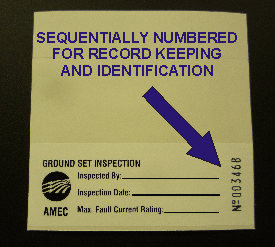 SEQUENTIALLY NUMBERED
FOR RECORD KEEPING
AND IDENTIFICATION
GROUND SET INSPECTION
Inspected By:
Inspection Date:
AMEC
Max. Fault Current Rating:
Nº003468